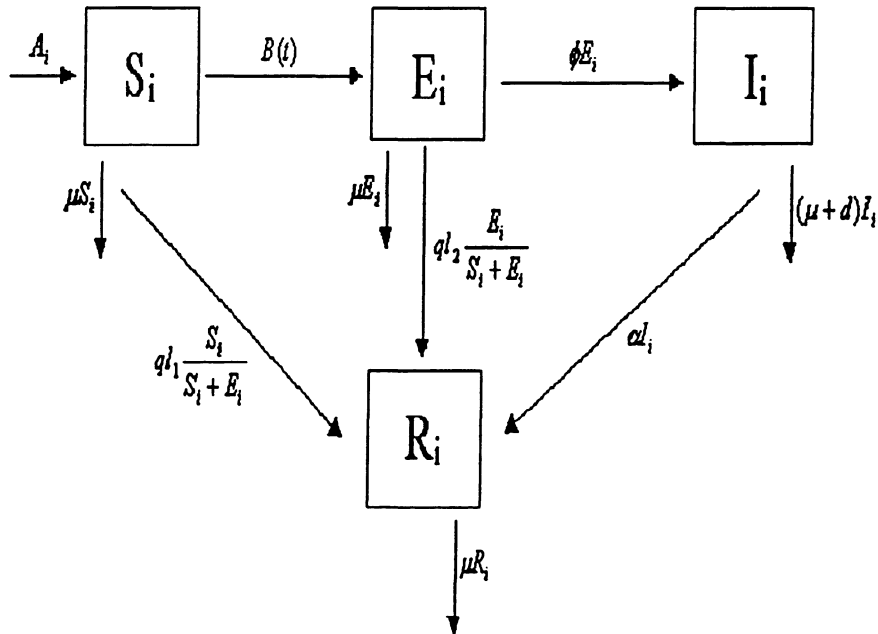 A_i
S_i
B(t)
E_i
ϕE_i
I_i
μS_i
μE_i
(μ+d)I_i
ql_2 E_i / (S_i + E_i)
ql_1 S_i / (S_i + E_i)
αI_i
R_i
μR_i